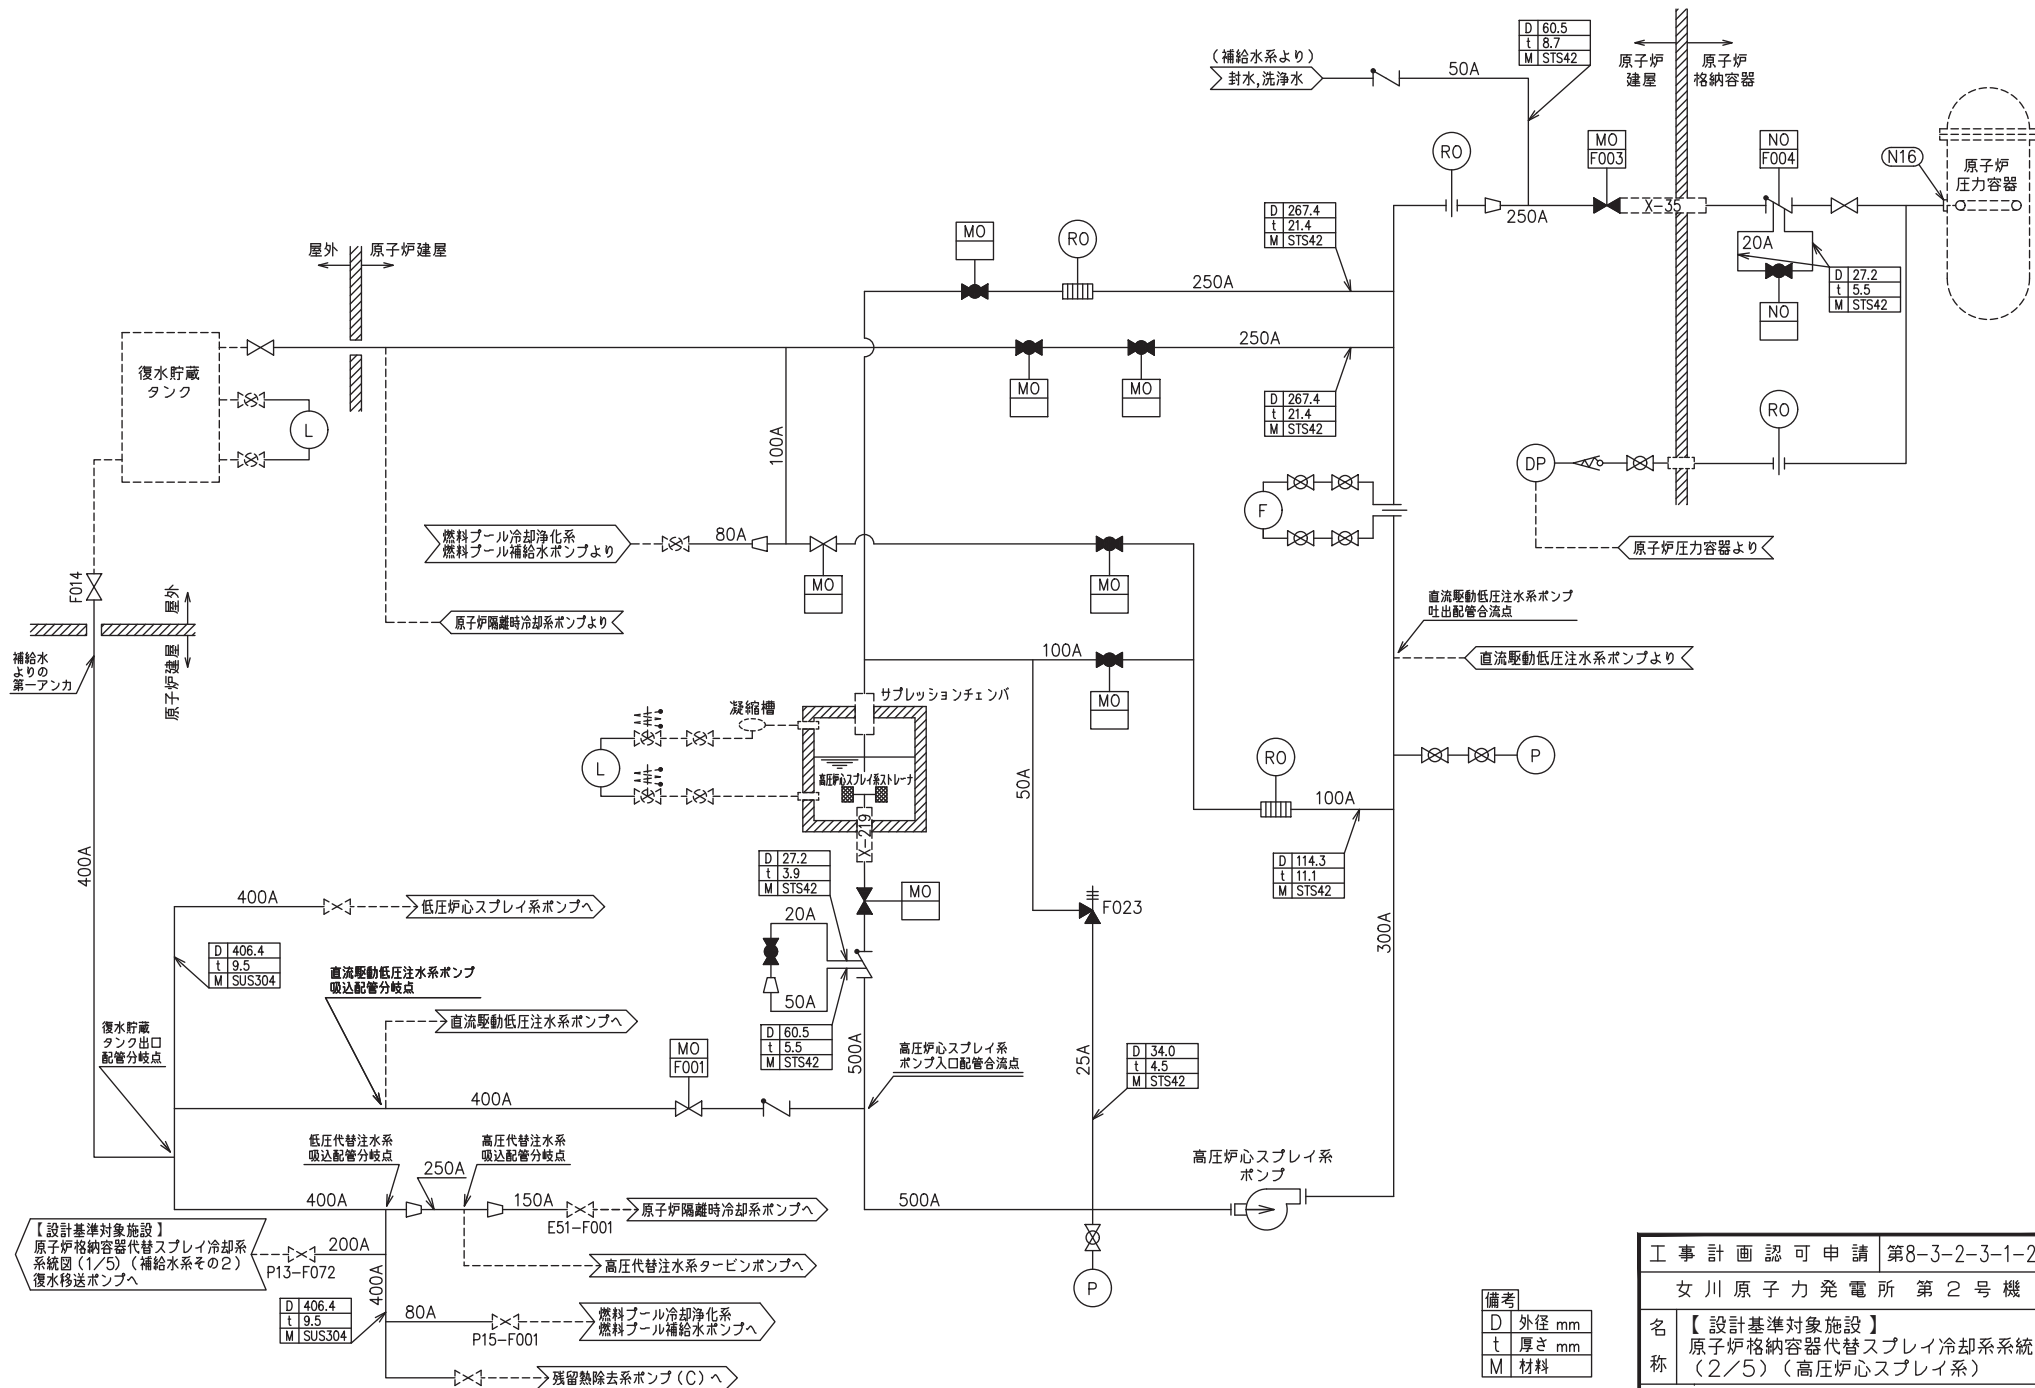 (補給水系より)
封水,洗浄水
50A
D 60.5
t 8.7
M STS42
原子炉
建屋
原子炉
格納容器
RO
MO
F003
NO
F004
N16
原子炉
圧力容器
250A
X-35
20A
D 27.2
t 5.5
M STS42
NO
屋外
原子炉建屋
MO
RO
250A
D 267.4
t 21.4
M STS42
復水貯蔵
タンク
L
MO
MO
250A
D 267.4
t 21.4
M STS42
RO
DP
原子炉圧力容器より
F
100A
燃料プール冷却浄化系
燃料プール補給水ポンプより
80A
MO
MO
原子炉隔離時冷却系ポンプより
F014
屋外
原子炉建屋
補給水
よりの
第一アンカ
直流駆動低圧注水系ポンプ
吐出配管合流点
直流駆動低圧注水系ポンプより
100A
MO
凝縮槽
サプレッションチェンバ
L
高圧炉心スプレイ系ストレーナ
X-219
50A
RO
100A
P
D 114.3
t 11.1
M STS42
400A
D 27.2
t 3.9
M STS42
MO
20A
50A
F023
300A
400A
低圧炉心スプレイ系ポンプへ
D 406.4
t 9.5
M SUS304
直流駆動低圧注水系ポンプ
吸込配管分岐点
直流駆動低圧注水系ポンプへ
復水貯蔵
タンク出口
配管分岐点
D 60.5
t 5.5
M STS42
500A
MO
F001
高圧炉心スプレイ系
ポンプ入口配管合流点
25A
D 34.0
t 4.5
M STS42
400A
低圧代替注水系
吸込配管分岐点
高圧代替注水系
吸込配管分岐点
高圧炉心スプレイ系
ポンプ
400A
250A
150A
E51-F001
原子炉隔離時冷却系ポンプへ
500A
【設計基準対象施設】
原子炉格納容器代替スプレイ冷却系
系統図(1/5)(補給水系その2)
復水移送ポンプへ
200A
P13-F072
400A
高圧代替注水系タービンポンプへ
P
D 406.4
t 9.5
M SUS304
80A
P15-F001
燃料プール冷却浄化系
燃料プール補給水ポンプへ
残留熱除去系ポンプ(C)へ
備考
D 外径 mm
t 厚さ mm
M 材料
工事計画認可申請 第8-3-2-3-1-2
女川原子力発電所 第2号機
名称
【設計基準対象施設】
原子炉格納容器代替スプレイ冷却系系統
(2/5)(高圧炉心スプレイ系)